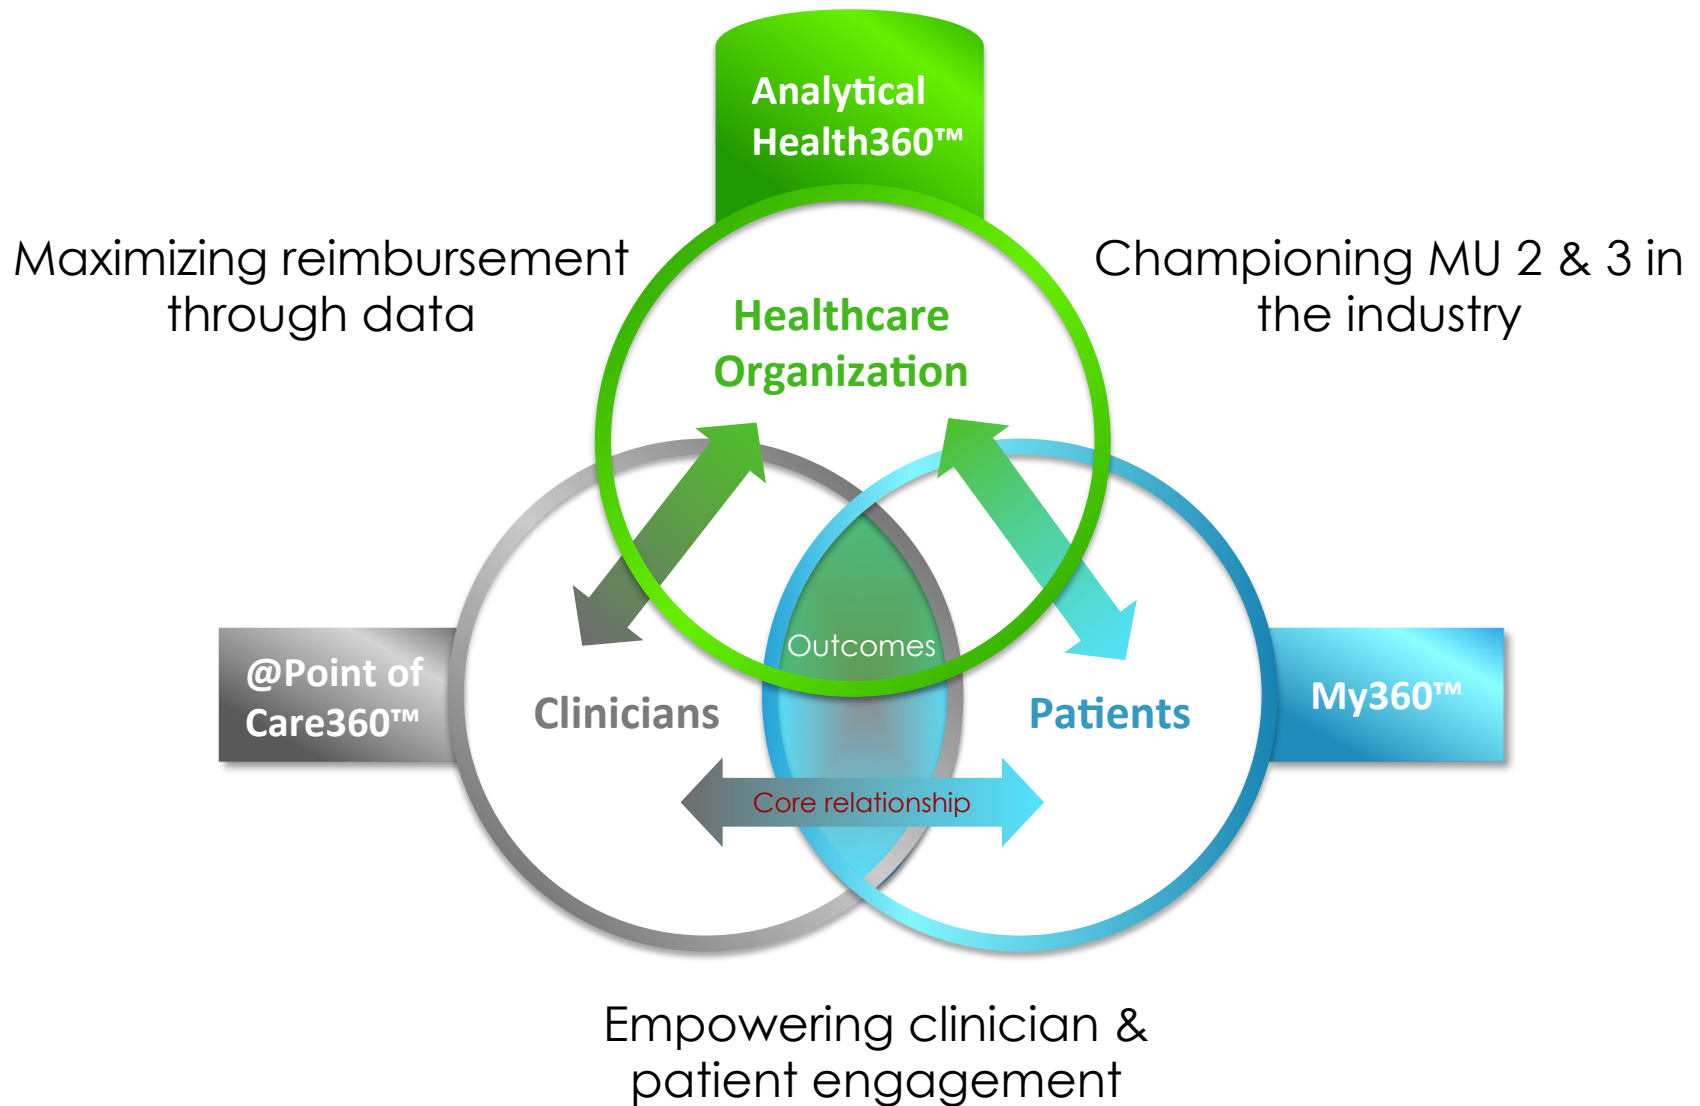 Analytical
Health360™
Maximizing reimbursement
through data
Championing MU 2 & 3 in
the industry
Healthcare
Organization
Outcomes
@Point of
Care360™
Clinicians
Patients
My360™
Core relationship
Empowering clinician &
patient engagement